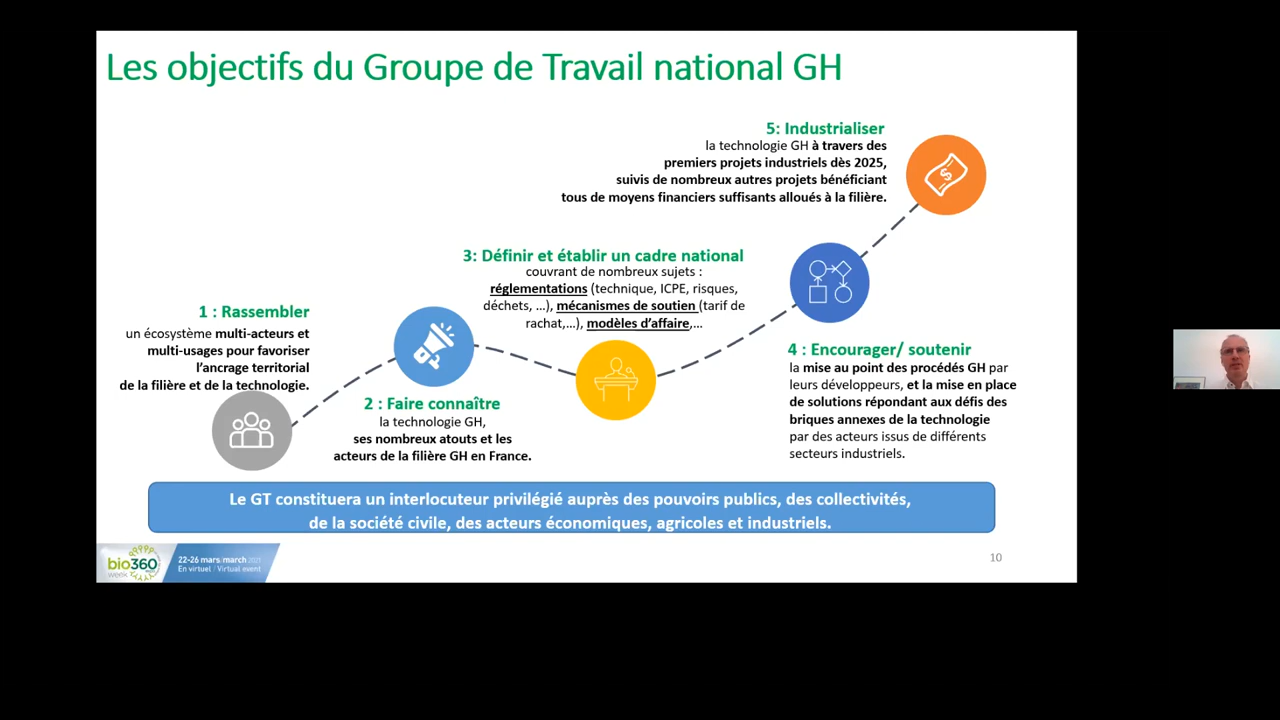 Les objectifs du Groupe de Travail national GH
5: Industrialiser
la technologie GH à travers des
premiers projets industriels dès 2025,
suivis de nombreux autres projets bénéficiant
tous de moyens financiers suffisants alloués à la filière.
3: Définir et établir un cadre national
couvrant de nombreux sujets :
réglementations (technique, ICPE, risques,
déchets, ...), mécanismes de soutien (tarif de
rachat,...), modèles d'affaire,...
1 : Rassembler
un écosystème multi-acteurs et
multi-usages pour favoriser
l'ancrage territorial
de la filière et de la technologie.
2 : Faire connaître
la technologie GH,
ses nombreux atouts et les
acteurs de la filière GH en France.
4 : Encourager/ soutenir
la mise au point des procédés GH par
leurs développeurs, et la mise en place
de solutions répondant aux défis des
briques annexes de la technologie
par des acteurs issus de différents
secteurs industriels.
Le GT constituera un interlocuteur privilégié auprès des pouvoirs publics, des collectivités,
de la société civile, des acteurs économiques, agricoles et industriels.
bio360
week
22-26 mars/march 2021
En virtuel / Virtual event
10